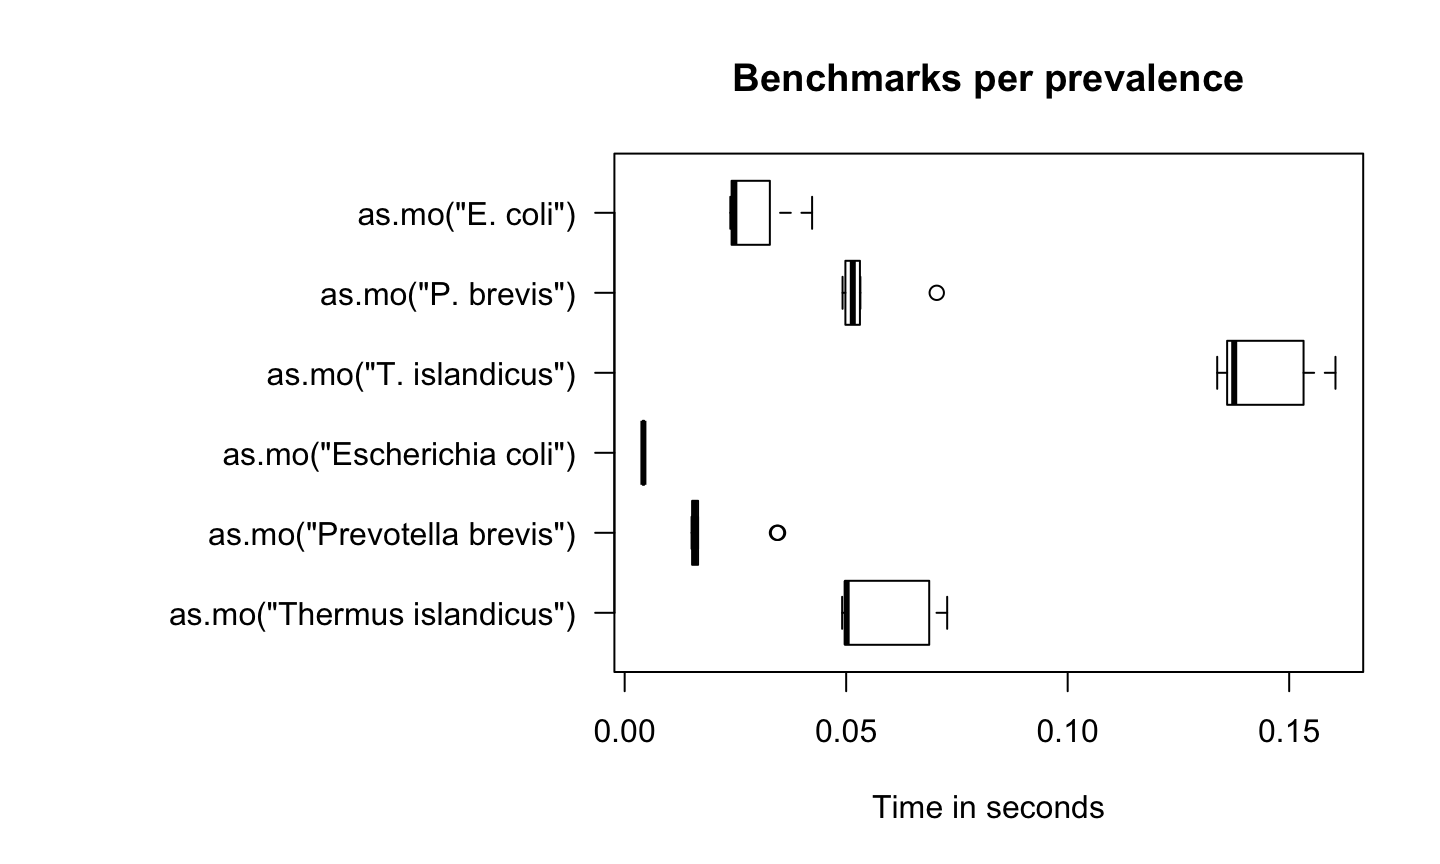 Benchmarks per prevalence
as.mo("E. coli")
as.mo("P. brevis")
as.mo("T. islandicus")
as.mo("Escherichia coli")
as.mo("Prevotella brevis")
as.mo("Thermus islandicus")
0.00 0.05 0.10 0.15
Time in seconds